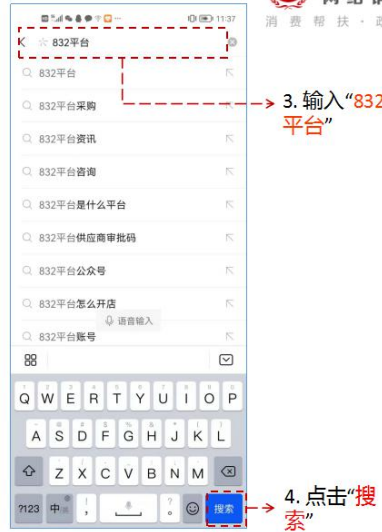 11:37
832平台
消 费 帮 扶 ·
832平台
832平台采购
3. 输入“832
平台”
832平台资讯
832平台咨询
832平台是什么平台
832平台供应商审批码
832平台公众号
832平台怎么开店
语音输入
832平台账号
Q W E R T Y U I O P
A S D F G H J K L
Z X C V B N M
?123 中 ， 。 搜索
4. 点击“搜
索”